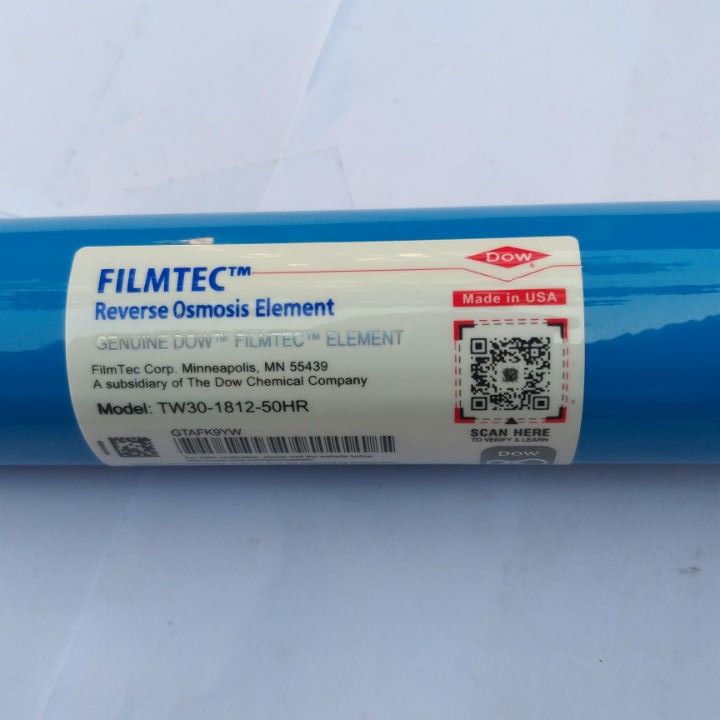 FILMTEC™
Reverse Osmosis Element
GENUINE DOW™ FILMTEC™ ELEMENT
FilmTec Corp. Minneapolis, MN 55439
A subsidiary of The Dow Chemical Company
Model: TW30-1812-50HR
GTAFK9YW
Dow
®
Made in USA
SCAN HERE
TO VERIFY & LEARN
Dow